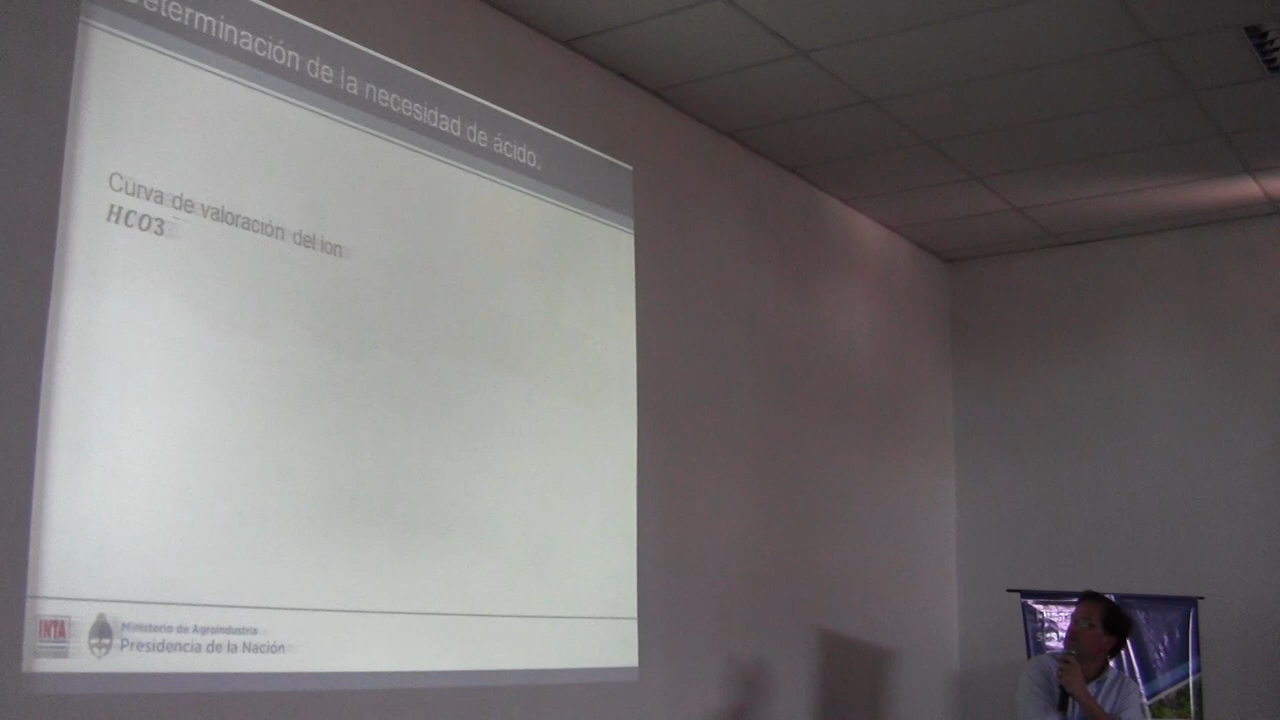 Determinación de la necesidad de ácido.
Curva de valoración del ion
HCO3
INTA
Ministerio de Agroindustria
Presidencia de la Nación